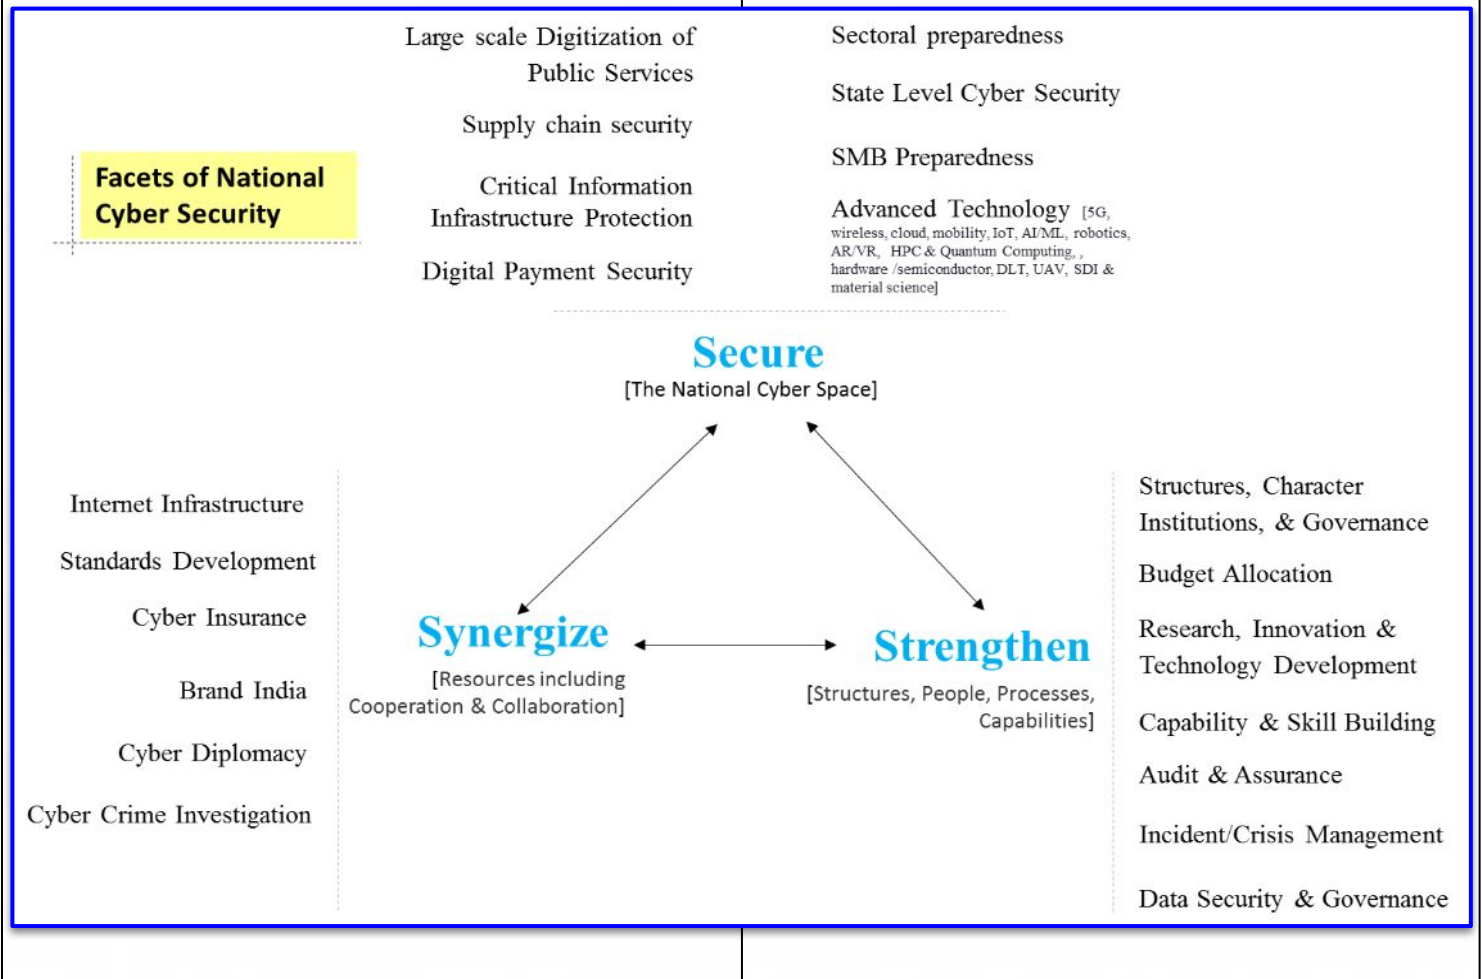 Facets of National
Cyber Security
Large scale Digitization of
Public Services
Supply chain security
Critical Information
Infrastructure Protection
Digital Payment Security
Sectoral preparedness
State Level Cyber Security
SMB Preparedness
Advanced Technology [5G,
wireless, cloud, mobility, IoT, AI/ML, robotics,
AR/VR, HPC & Quantum Computing, ,
hardware /semiconductor, DLT, UAV, SDI &
material science]
Secure
[The National Cyber Space]
Internet Infrastructure
Standards Development
Cyber Insurance
Brand India
Cyber Diplomacy
Cyber Crime Investigation
Synergize
[Resources including
Cooperation & Collaboration]
Strengthen
[Structures, People, Processes,
Capabilities]
Structures, Character
Institutions, & Governance
Budget Allocation
Research, Innovation &
Technology Development
Capability & Skill Building
Audit & Assurance
Incident/Crisis Management
Data Security & Governance